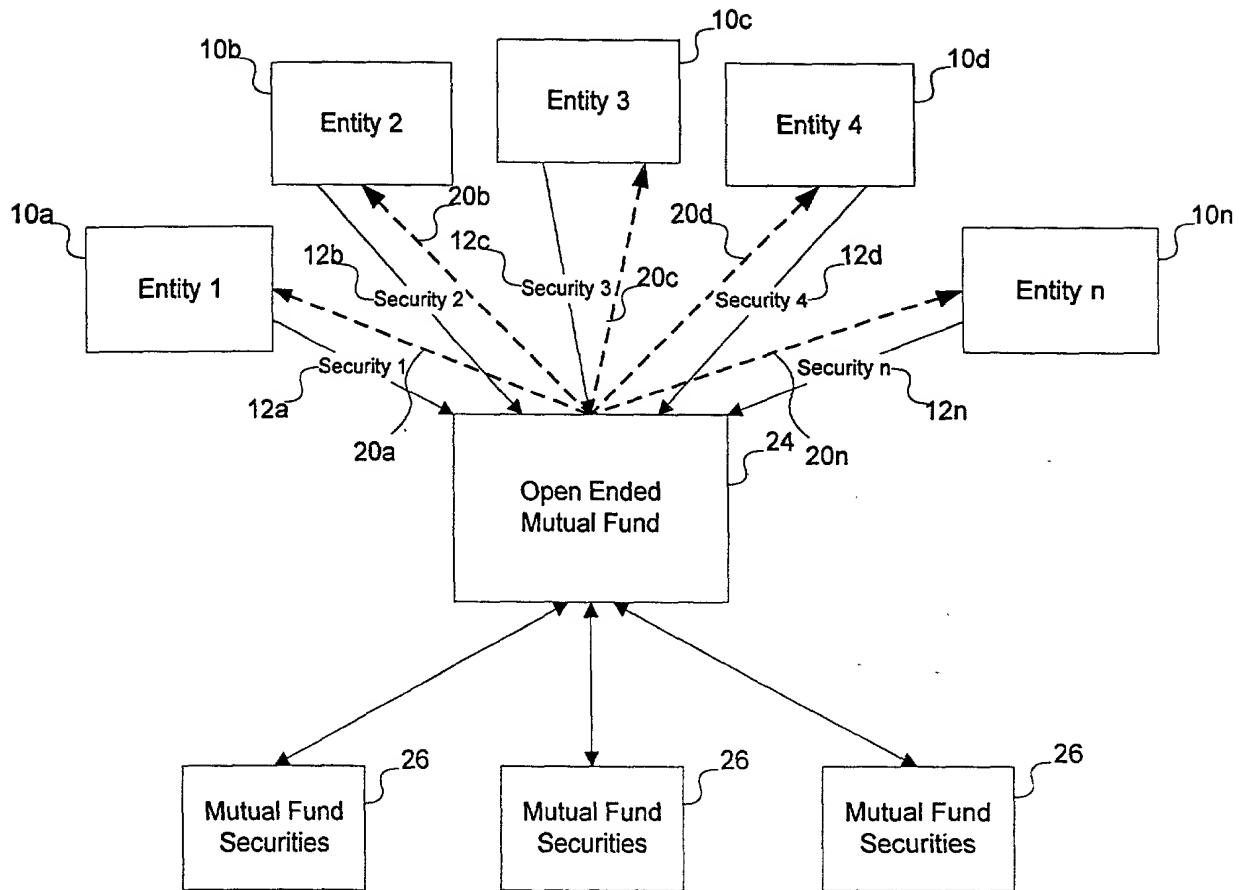 10c
10b
10d
Entity 3
Entity 2
Entity 4
20b
10a
12c
20d
10n
12b
12d
Entity 1
Security 3
20c
Entity n
Security 2
Security 4
Security 1
Security n
12a
12n
20a
24
20n
Open Ended
Mutual Fund
26
26
26
Mutual Fund
Securities
Mutual Fund
Securities
Mutual Fund
Securities